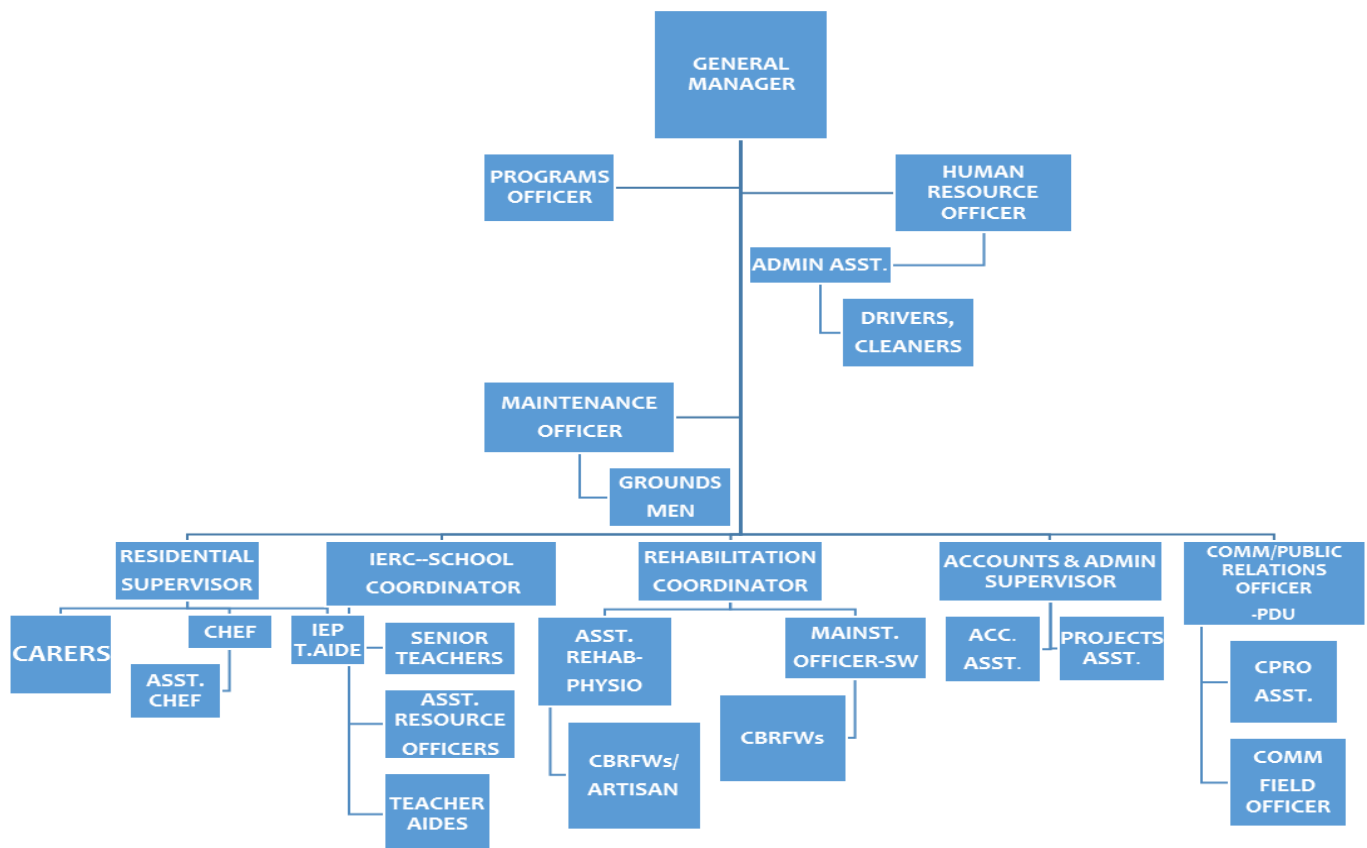 GENERAL
MANAGER
PROGRAMS
OFFICER
HUMAN
RESOURCE
OFFICER
ADMIN ASST.
DRIVERS,
CLEANERS
MAINTENANCE
OFFICER
GROUNDS
MEN
RESIDENTIAL
SUPERVISOR
IERC--SCHOOL
COORDINATOR
REHABILITATION
COORDINATOR
ACCOUNTS & ADMIN
SUPERVISOR
COMM/PUBLIC
RELATIONS
OFFICER
-PDU
CARERS
CHEF
ASST.
CHEF
IEP
T.AIDE
SENIOR
TEACHERS
ASST.
RESOURCE
OFFICERS
TEACHER
AIDES
ASST.
REHAB-
PHYSIO
CBRFWs/
ARTISAN
MAINST.
OFFICER-SW
CBRFWs
ACC.
ASST.
PROJECTS
ASST.
CPRO
ASST.
COMM
FIELD
OFFICER